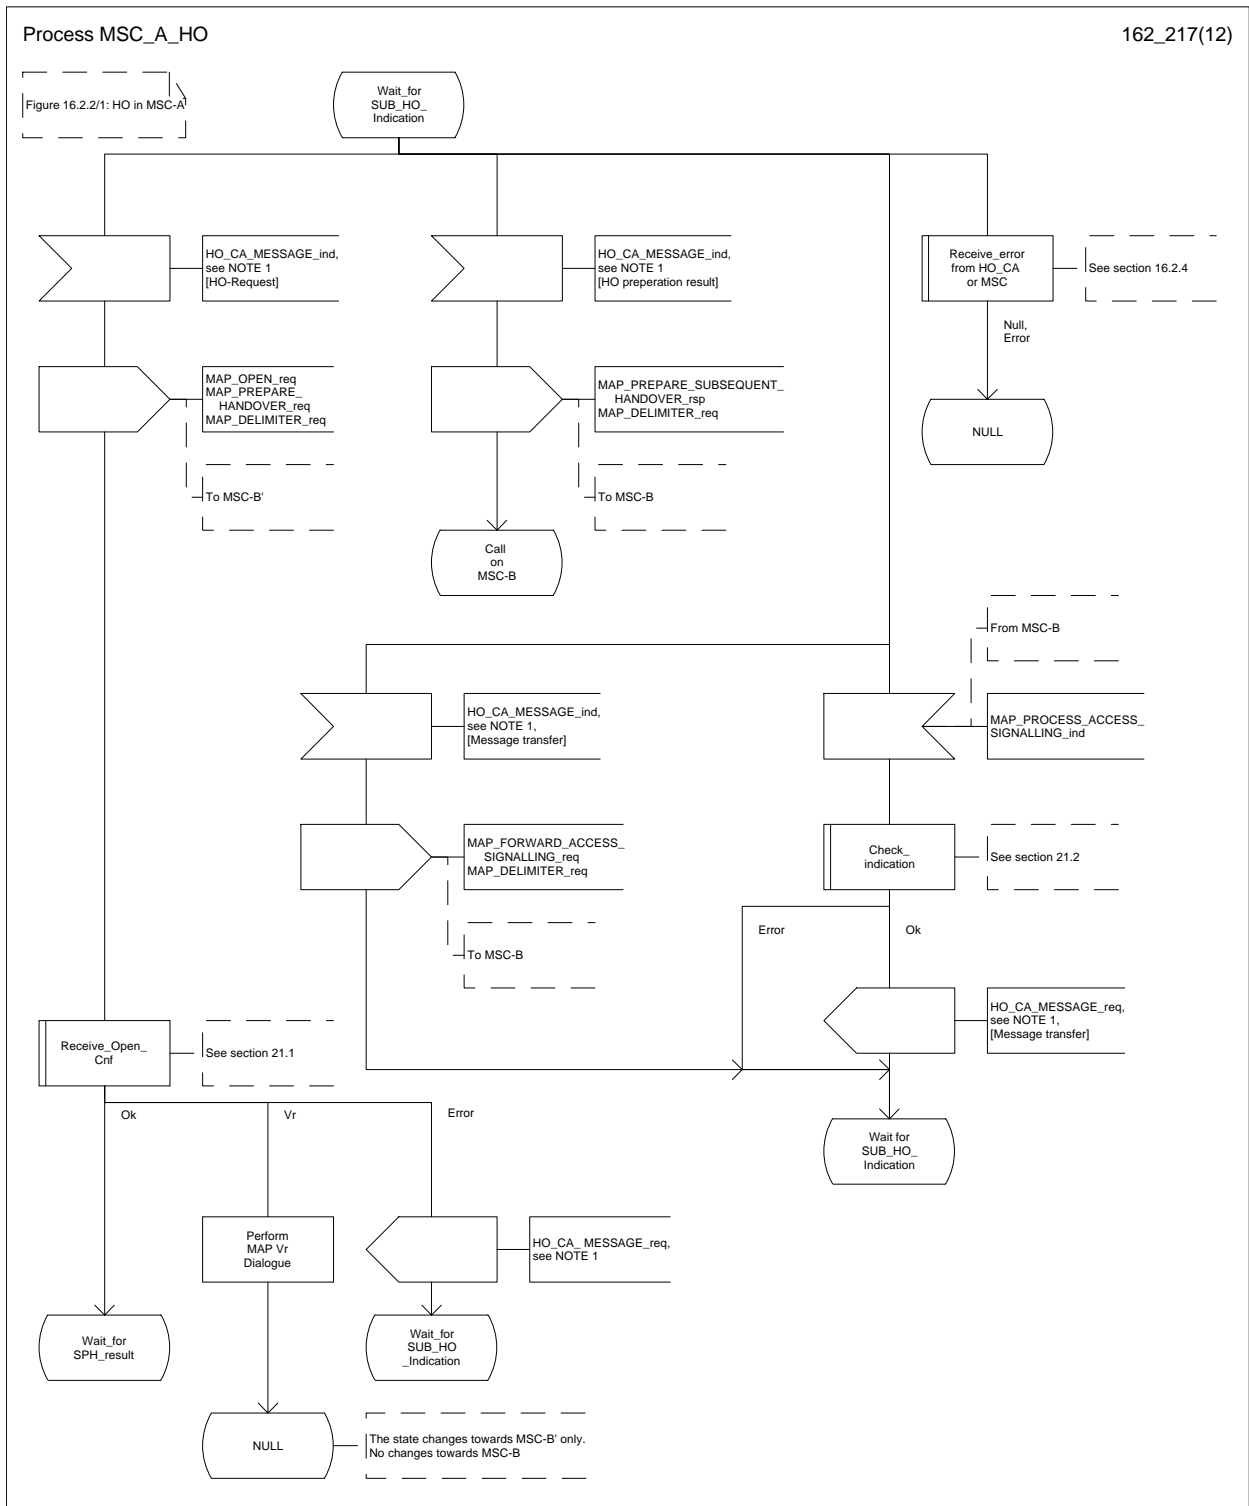 Process MSC_A_HO
162_217(12)
Figure 16.2.2/1: HO in MSC-A
Wait_for
SUB_HO_
Indication
HO_CA_MESSAGE_ind,
see NOTE 1
[HO-Request]
HO_CA_MESSAGE_ind,
see NOTE 1
[HO preperation result]
Receive_error
from HO_CA
or MSC
See section 16.2.4
Null,
Error
MAP_OPEN_req
MAP_PREPARE_
HANDOVER_req
MAP_DELIMITER_req
MAP_PREPARE_SUBSEQUENT_
HANDOVER_rsp
MAP_DELIMITER_req
NULL
To MSC-B'
To MSC-B
Call
on
MSC-B
From MSC-B
HO_CA_MESSAGE_ind,
see NOTE 1,
[Message transfer]
MAP_PROCESS_ACCESS_
SIGNALLING_ind
MAP_FORWARD_ACCESS_
SIGNALLING_req
MAP_DELIMITER_req
Check_
indication
See section 21.2
Error
Ok
To MSC-B
HO_CA_MESSAGE_req,
see NOTE 1,
[Message transfer]
Receive_Open_
Cnf
See section 21.1
Ok
Vr
Error
Wait for
SUB_HO_
Indication
Perform
MAP Vr
Dialogue
HO_CA_ MESSAGE_req,
see NOTE 1
Wait_for
SPH_result
Wait_for
SUB_HO
_Indication
NULL
The state changes towards MSC-B' only.
No changes towards MSC-B